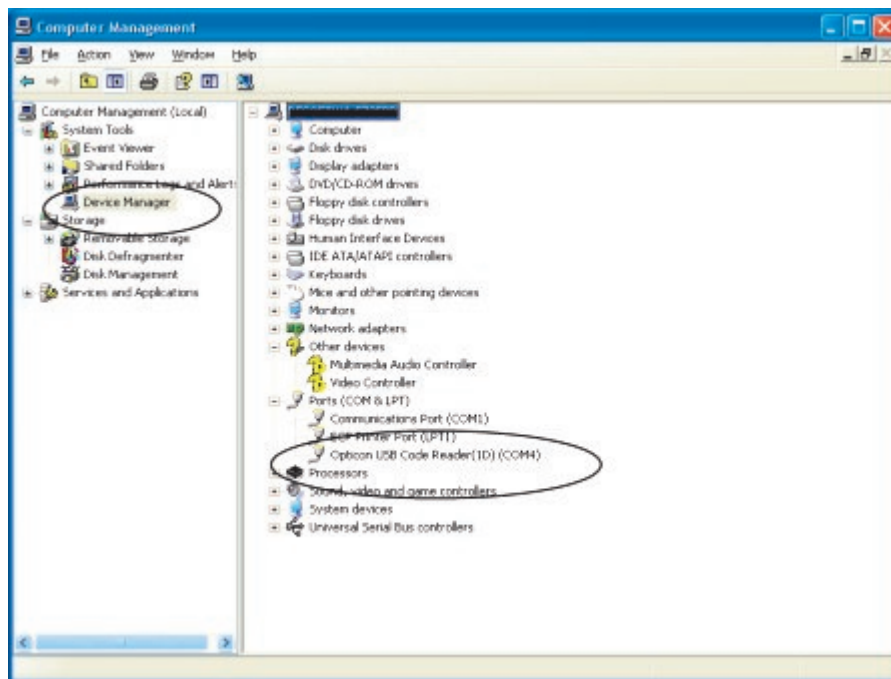 Computer Management
File Action View Window Help
Computer Management (Local)
System Tools
Event Viewer
Shared Folders
Performance Logs and Alert
Device Manager
Storage
Removable Storage
Disk Defragmenter
Disk Management
Services and Applications
Computer
Disk drives
Display adapters
DVD/CD-ROM drives
Floppy disk controllers
Floppy disk drives
Human Interface Devices
IDE ATA/ATAPI controllers
Keyboards
Mice and other pointing devices
Monitors
Network adapters
Other devices
Multimedia Audio Controller
Video Controller
Ports (COM & LPT)
Communications Port (COM1)
ECP Printer Port (LPT1)
Opticon USB Code Reader(1D) (COM4)
Processors
Sound, video and game controllers
System devices
Universal Serial Bus controllers